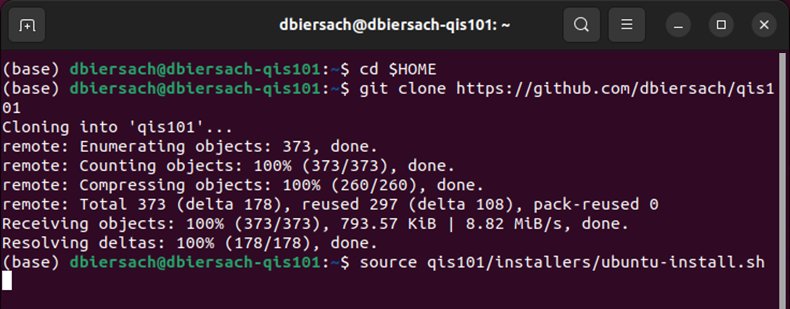 dbiersach@dbiersach-qis101: ~
(base) dbiersach@dbiersach-qis101:~$ cd $HOME
(base) dbiersach@dbiersach-qis101:~$ git clone https://github.com/dbiersach/qis1
01
Cloning into 'qis101'...
remote: Enumerating objects: 373, done.
remote: Counting objects: 100% (373/373), done.
remote: Compressing objects: 100% (260/260), done.
remote: Total 373 (delta 178), reused 297 (delta 108), pack-reused 0
Receiving objects: 100% (373/373), 793.57 KiB | 8.82 MiB/s, done.
Resolving deltas: 100% (178/178), done.
(base) dbiersach@dbiersach-qis101:~$ source qis101/installers/ubuntu-install.sh